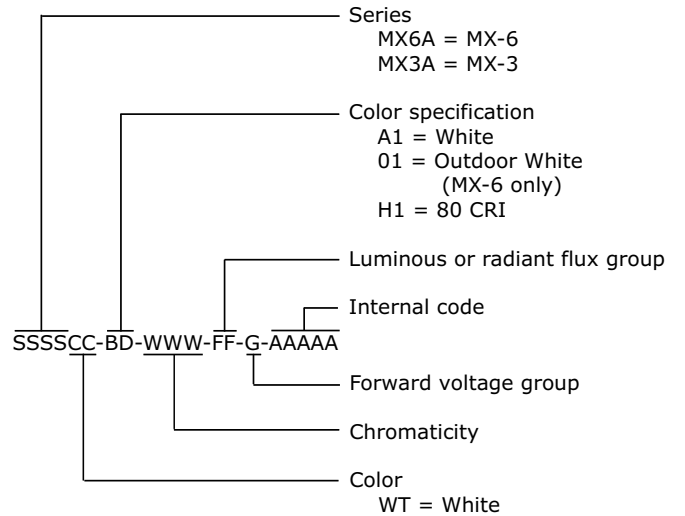 Series
MX6A = MX-6
MX3A = MX-3
Color specification
A1 = White
01 = Outdoor White
(MX-6 only)
H1 = 80 CRI
Luminous or radiant flux group
Internal code
SSSSCC-BD-WWW-FF-G-AAAAA
Forward voltage group
Chromaticity
Color
WT = White